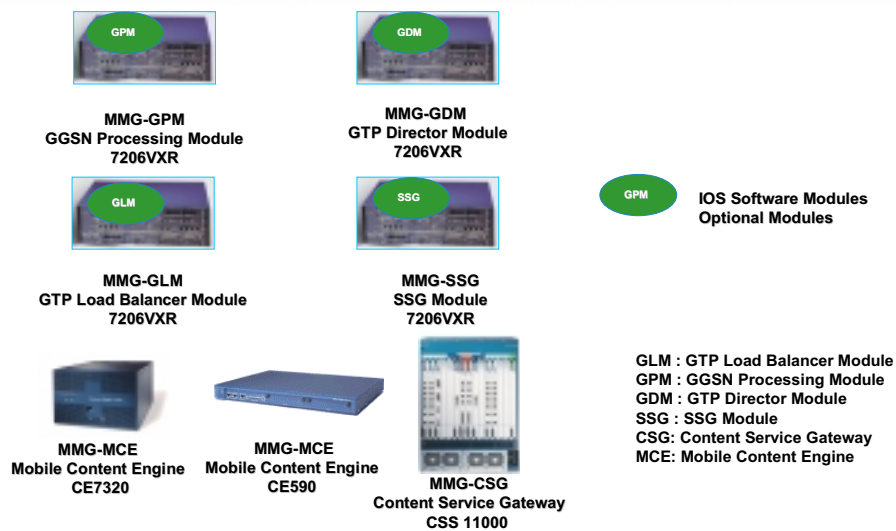 GPM
GDM
MMG-GPM
GGSN Processing Module
7206VXR
MMG-GDM
GTP Director Module
7206VXR
GLM
SSG
GPM
IOS Software Modules
Optional Modules
MMG-GLM
GTP Load Balancer Module
7206VXR
MMG-SSG
SSG Module
7206VXR
GLM : GTP Load Balancer Module
GPM : GGSN Processing Module
GDM : GTP Director Module
SSG : SSG Module
CSG: Content Service Gateway
MCE: Mobile Content Engine
MMG-MCE
Mobile Content Engine
CE7320
MMG-MCE
Mobile Content Engine
CE590
MMG-CSG
Content Service Gateway
CSS 11000